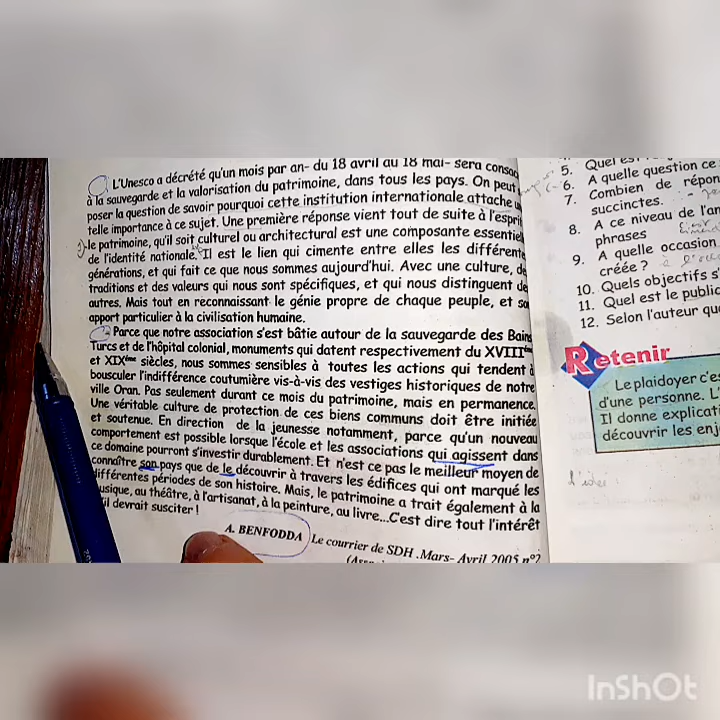 L'Unesco a décrété qu'un mois par an- du 18 avril au 18 mai- sera consac
à la sauvegarde et la valorisation du patrimoine, dans tous les pays. On peut
poser la question de savoir pourquoi cette institution internationale attache u
telle importance à ce sujet. Une première réponse vient tout de suite à l'esprit
le patrimoine, qu'il soit culturel ou architectural est une composante essentiel
de l'identité nationale. Il est le lien qui cimente entre elles les différente
générations, et qui fait ce que nous sommes aujourd'hui. Avec une culture, de
traditions et des valeurs qui nous sont spécifiques, et qui nous distinguent de
autres. Mais tout en reconnaissant le génie propre de chaque peuple, et so
apport particulier à la civilisation humaine.
Parce que notre association s'est bâtie autour de la sauvegarde des Bains
Turcs et de l'hôpital colonial, monuments qui datent respectivement du XVIIIème
et XIXème siècles, nous sommes sensibles à toutes les actions qui tendent à
bousculer l'indifférence coutumière vis-à-vis des vestiges historiques de notre
ville Oran. Pas seulement durant ce mois du patrimoine, mais en permanence.
Une véritable culture de protection de ces biens communs doit être initiée
et soutenue. En direction de la jeunesse notamment, parce qu'un nouveau
comportement est possible lorsque l'école et les associations qui agissent dans
ce domaine pourront s'investir durablement. Et n'est ce pas le meilleur moyen de
connaître son pays que de le découvrir à travers les édifices qui ont marqué les
ifférentes périodes de son histoire. Mais, le patrimoine a trait également à la
usique, au théâtre, à l'artisanat, à la peinture, au livre...C'est dire tout l'intérêt
il devrait susciter !
A. BENFODDA Le courrier de SDH .Mars- Avril 2005 n°2
5. Quel est
6. A quelle question ce
7. Combien de répon
succinctes.
8. A ce niveau de l'ar
phrases
9. A quelle occasion
créée ?
10. Quels objectifs s'
11. Quel est le public
12. Selon l'auteur qu
Retenir
Le plaidoyer c'es
d'une personne. L'
Il donne explicati
découvrir les enj
l'idée :
InShOt